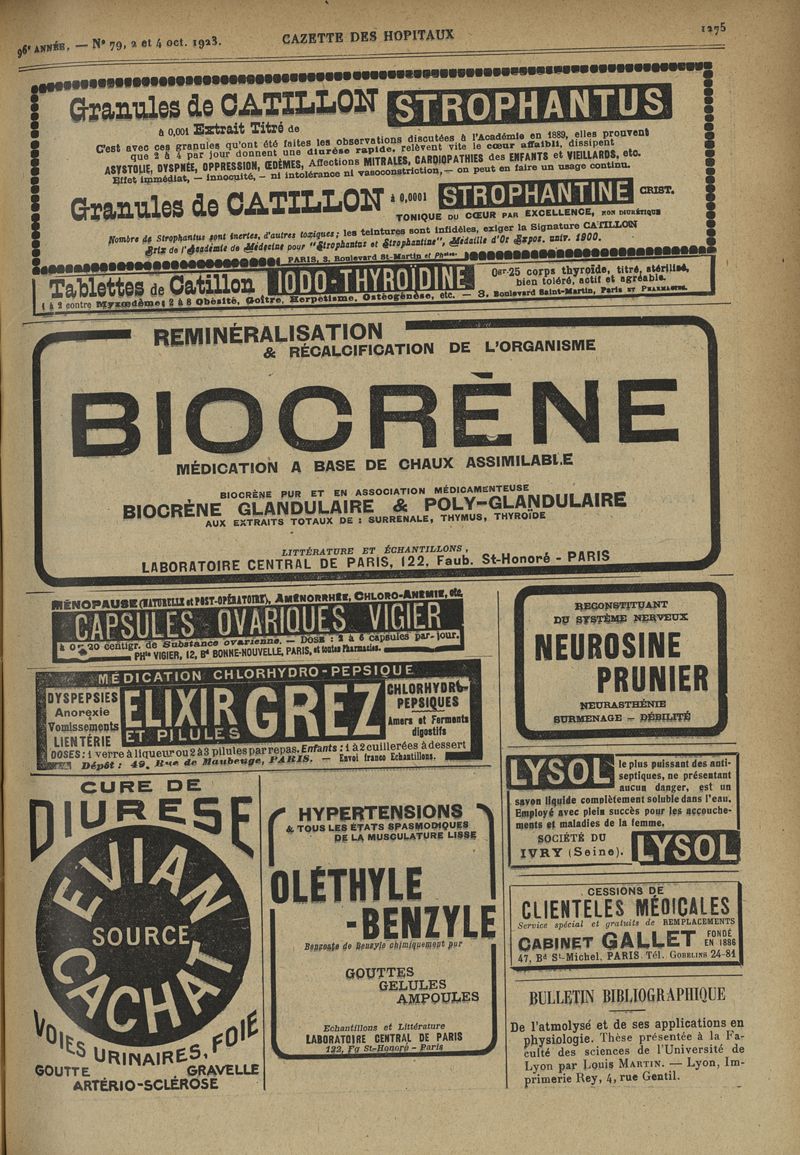 96e ANNÉE. — No 79, 2 et 4 oct. 1923.
CAZETTE DES HOPITAUX
1275
Granules de CATILLON STROPHANTUS
à 0,001 Extrait Titré de
C'est avec ces granules qu'ont été faites les observations discutées à l'Académie en 1889, elles prouvent
que 2 à 4 par jour donnent une diurèse rapide, relèvent vite le cœur affaibli, dissipent
ASYSTOLIE, DYSPNÉE, OPPRESSION, ŒDÈMES, Affections MITRALES, CARDIOPATHIES des ENFANTS et VIEILLARDS, etc.
Effet immédiat, — innocuité, — ni intolérance ni vasoconstriction, — on peut en faire un usage continu.
Granules de CATILLON à 0,0001 STROPHANTINE CRIST.
TONIQUE DU CŒUR PAR EXCELLENCE, NON DIURÉTIQUE
Nombre de Strophantus sont inertes, d'autres toxiques; les teintures sont infidèles, exiger la Signature CATILLON
Prix de l'Académie de Médecine pour "Strophantus et Strophantine", Médaille d'Or Expos. univ. 1900.
PARIS, 3, Boulevard St-Martin et Phcies.
Tablettes de Catillon IODO-THYROÏDINE
0gr.25 corps thyroïde, titré, stérilisé,
bien toléré, actif et agréable.
1 à 2 contre Myxœdème; 2 à 8 Obésité, Goître, Herpétisme, Ostéogénèse, etc. — 3, Boulevard Saint-Martin, Paris ET PHARMACIES.
REMINÉRALISATION
& RÉCALCIFICATION DE L'ORGANISME
BIOCRÈNE
MÉDICATION A BASE DE CHAUX ASSIMILABLE
BIOCRÈNE PUR ET EN ASSOCIATION MÉDICAMENTEUSE
BIOCRÈNE GLANDULAIRE & POLY-GLANDULAIRE
AUX EXTRAITS TOTAUX DE : SURRENALE, THYMUS, THYROÏDE
LITTÉRATURE ET ÉCHANTILLONS,
LABORATOIRE CENTRAL DE PARIS, 122, Faub. St-Honoré - PARIS
MÉNOPAUSE (NATURELLE et POST-OPÉRATOIRE), AMÉNORRHÉE, CHLORO-ANEMIE, etc.
CAPSULES OVARIQUES VIGIER
à 0gr20 centigr. de Substance ovarienne. — DOSE : 2 à 6 capsules par jour.
PHie VIGIER, 12, Bd BONNE-NOUVELLE, PARIS, et toutes Pharmacies.
MÉDICATION CHLORHYDRO-PEPSIQUE
DYSPEPSIES
Anorexie
Vomissements
LIENTÉRIE
ELIXIR GREZ
ET PILULES
CHLORHYDRO-
PEPSIQUES
Amers et Ferments
digestifs
DOSES: 1 verre à liqueur ou 2 à 3 pilules par repas. Enfants : 1 à 2 cuillerées à dessert
Dépôt : 49, Rue de Maubeuge, PARIS. — Envoi franco Echantillons.
RECONSTITUANT
DU SYSTÈME NERVEUX
NEUROSINE
PRUNIER
NEURASTHÉNIE
SURMENAGE — DÉBILITÉ
CURE DE
DIURESE
EVIAN
SOURCE
CACHAT
VOIES URINAIRES, FOIE
GOUTTE GRAVELLE
ARTÉRIO-SCLÉROSE
HYPERTENSIONS
& TOUS LES ÉTATS SPASMODIQUES
DE LA MUSCULATURE LISSE
OLÉTHYLE
-BENZYLE
Benzoate de Benzyle chimiquement pur
GOUTTES
GELULES
AMPOULES
Echantillons et Littérature
LABORATOIRE CENTRAL DE PARIS
122, Fg St-Honoré - Paris
LYSOL le plus puissant des anti-
septiques, ne présentant
aucun danger, est un
savon liquide complètement soluble dans l'eau.
Employé avec plein succès pour les accouche-
ments et maladies de la femme.
SOCIÉTÉ DU
IVRY (Seine). LYSOL
CESSIONS DE
CLIENTELES MÉDICALES
Service spécial et gratuits de REMPLACEMENTS
CABINET GALLET FONDÉ
EN 1886
47, Bd St-Michel, PARIS Tél. GOBELINS 24-81
BULLETIN BIBLIOGRAPHIQUE
De l'atmolysé et de ses applications en
physiologie. Thèse présentée à la Fa-
culté des sciences de l'Université de
Lyon par Louis MARTIN. — Lyon, Im-
primerie Rey, 4, rue Gentil.